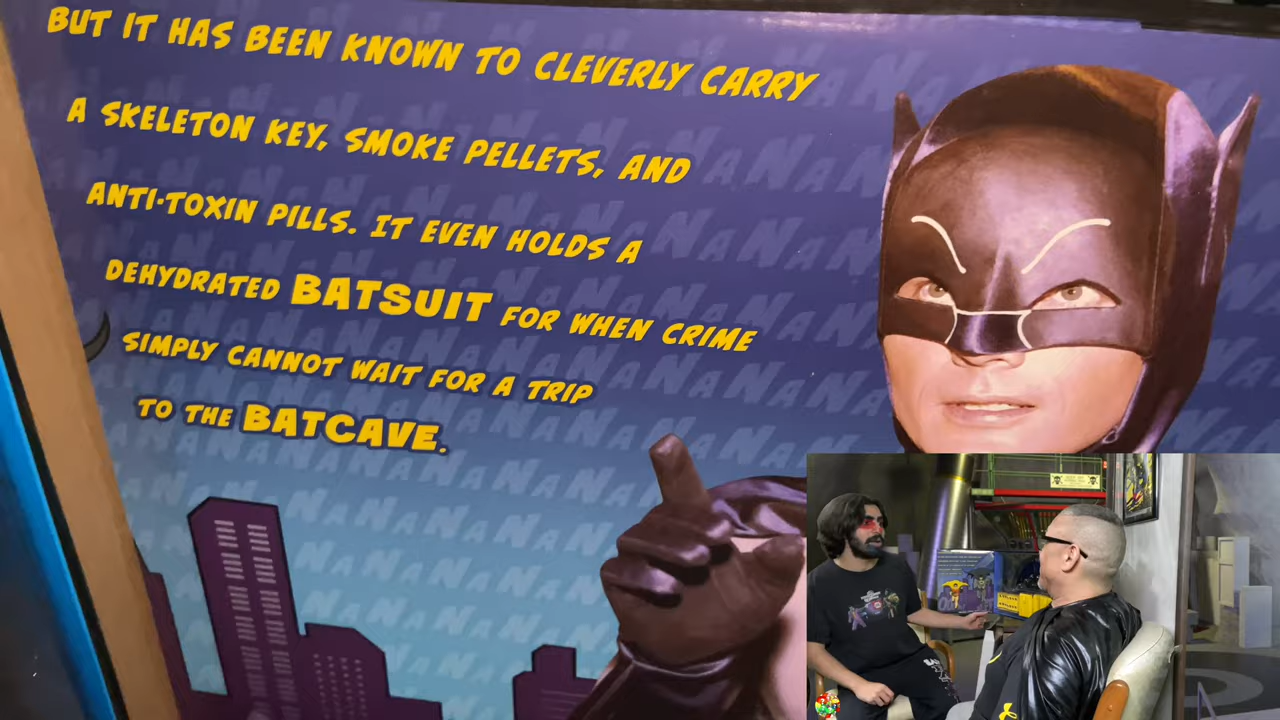 BUT IT HAS BEEN KNOWN TO CLEVERLY CARRY
A SKELETON KEY, SMOKE PELLETS, AND
ANTI-TOXIN PILLS. IT EVEN HOLDS A
DEHYDRATED BATSUIT FOR WHEN CRIME
SIMPLY CANNOT WAIT FOR A TRIP
TO THE BATCAVE.